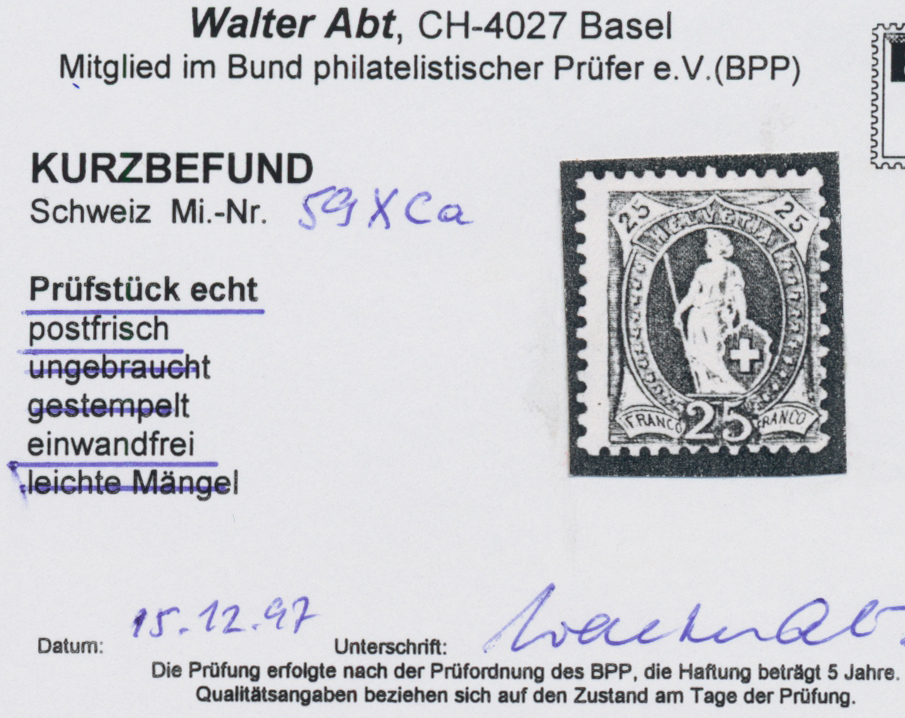 Walter Abt, CH-4027 Basel
Mitglied im Bund philatelistischer Prüfer e.V.(BPP)
KURZBEFUND
Schweiz Mi.-Nr. 59XCa
Prüfstück echt
postfrisch
ungebraucht
gestempelt
einwandfrei
leichte Mängel
25 HELVETIA 25
FRANCO 25 FRANCO
Datum: 15.12.97 Unterschrift: Walter Abt
Die Prüfung erfolgte nach der Prüfordnung des BPP, die Haftung beträgt 5 Jahre.
Qualitätsangaben beziehen sich auf den Zustand am Tage der Prüfung.